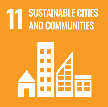 11 SUSTAINABLE CITIES
AND COMMUNITIES